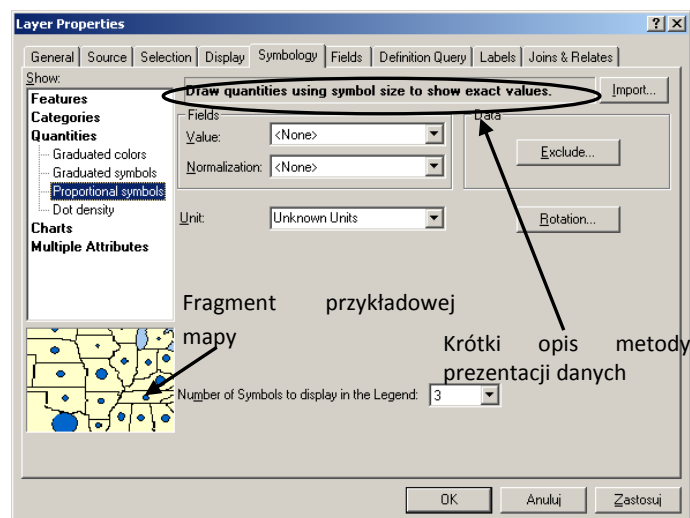 Layer Properties
General Source Selection Display Symbology Fields Definition Query Labels Joins & Relates
Show:
Features
Categories
Quantities
Graduated colors
Graduated symbols
Proportional symbols
Dot density
Charts
Multiple Attributes
Draw quantities using symbol size to show exact values.
Import...
Fields
Value: <None>
Normalization: <None>
Data
Exclude...
Unit: Unknown Units
Rotation...
Fragment przykładowej
mapy
Krótki opis metody
prezentacji danych
Number of Symbols to display in the Legend: 3
OK Anuluj Zastosuj